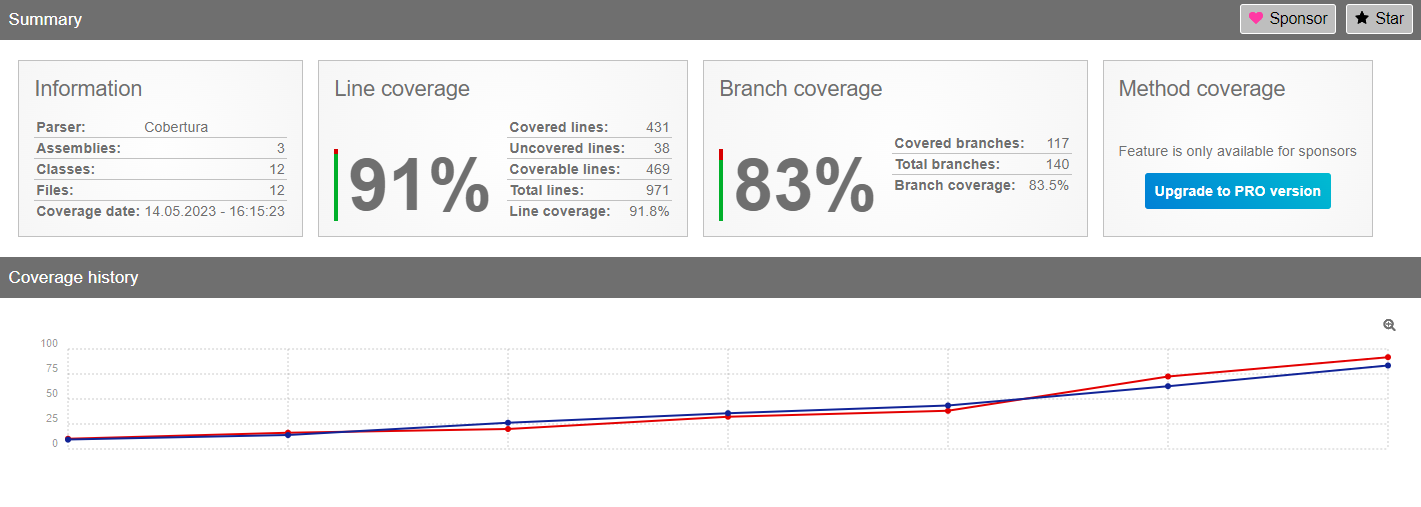 Summary
Sponsor
Star
Information
Parser: Cobertura
Assemblies: 3
Classes: 12
Files: 12
Coverage date: 14.05.2023 - 16:15:23
Line coverage
91%
Covered lines: 431
Uncovered lines: 38
Coverable lines: 469
Total lines: 971
Line coverage: 91.8%
Branch coverage
83%
Covered branches: 117
Total branches: 140
Branch coverage: 83.5%
Method coverage
Feature is only available for sponsors
Upgrade to PRO version
Coverage history
100
75
50
25
0